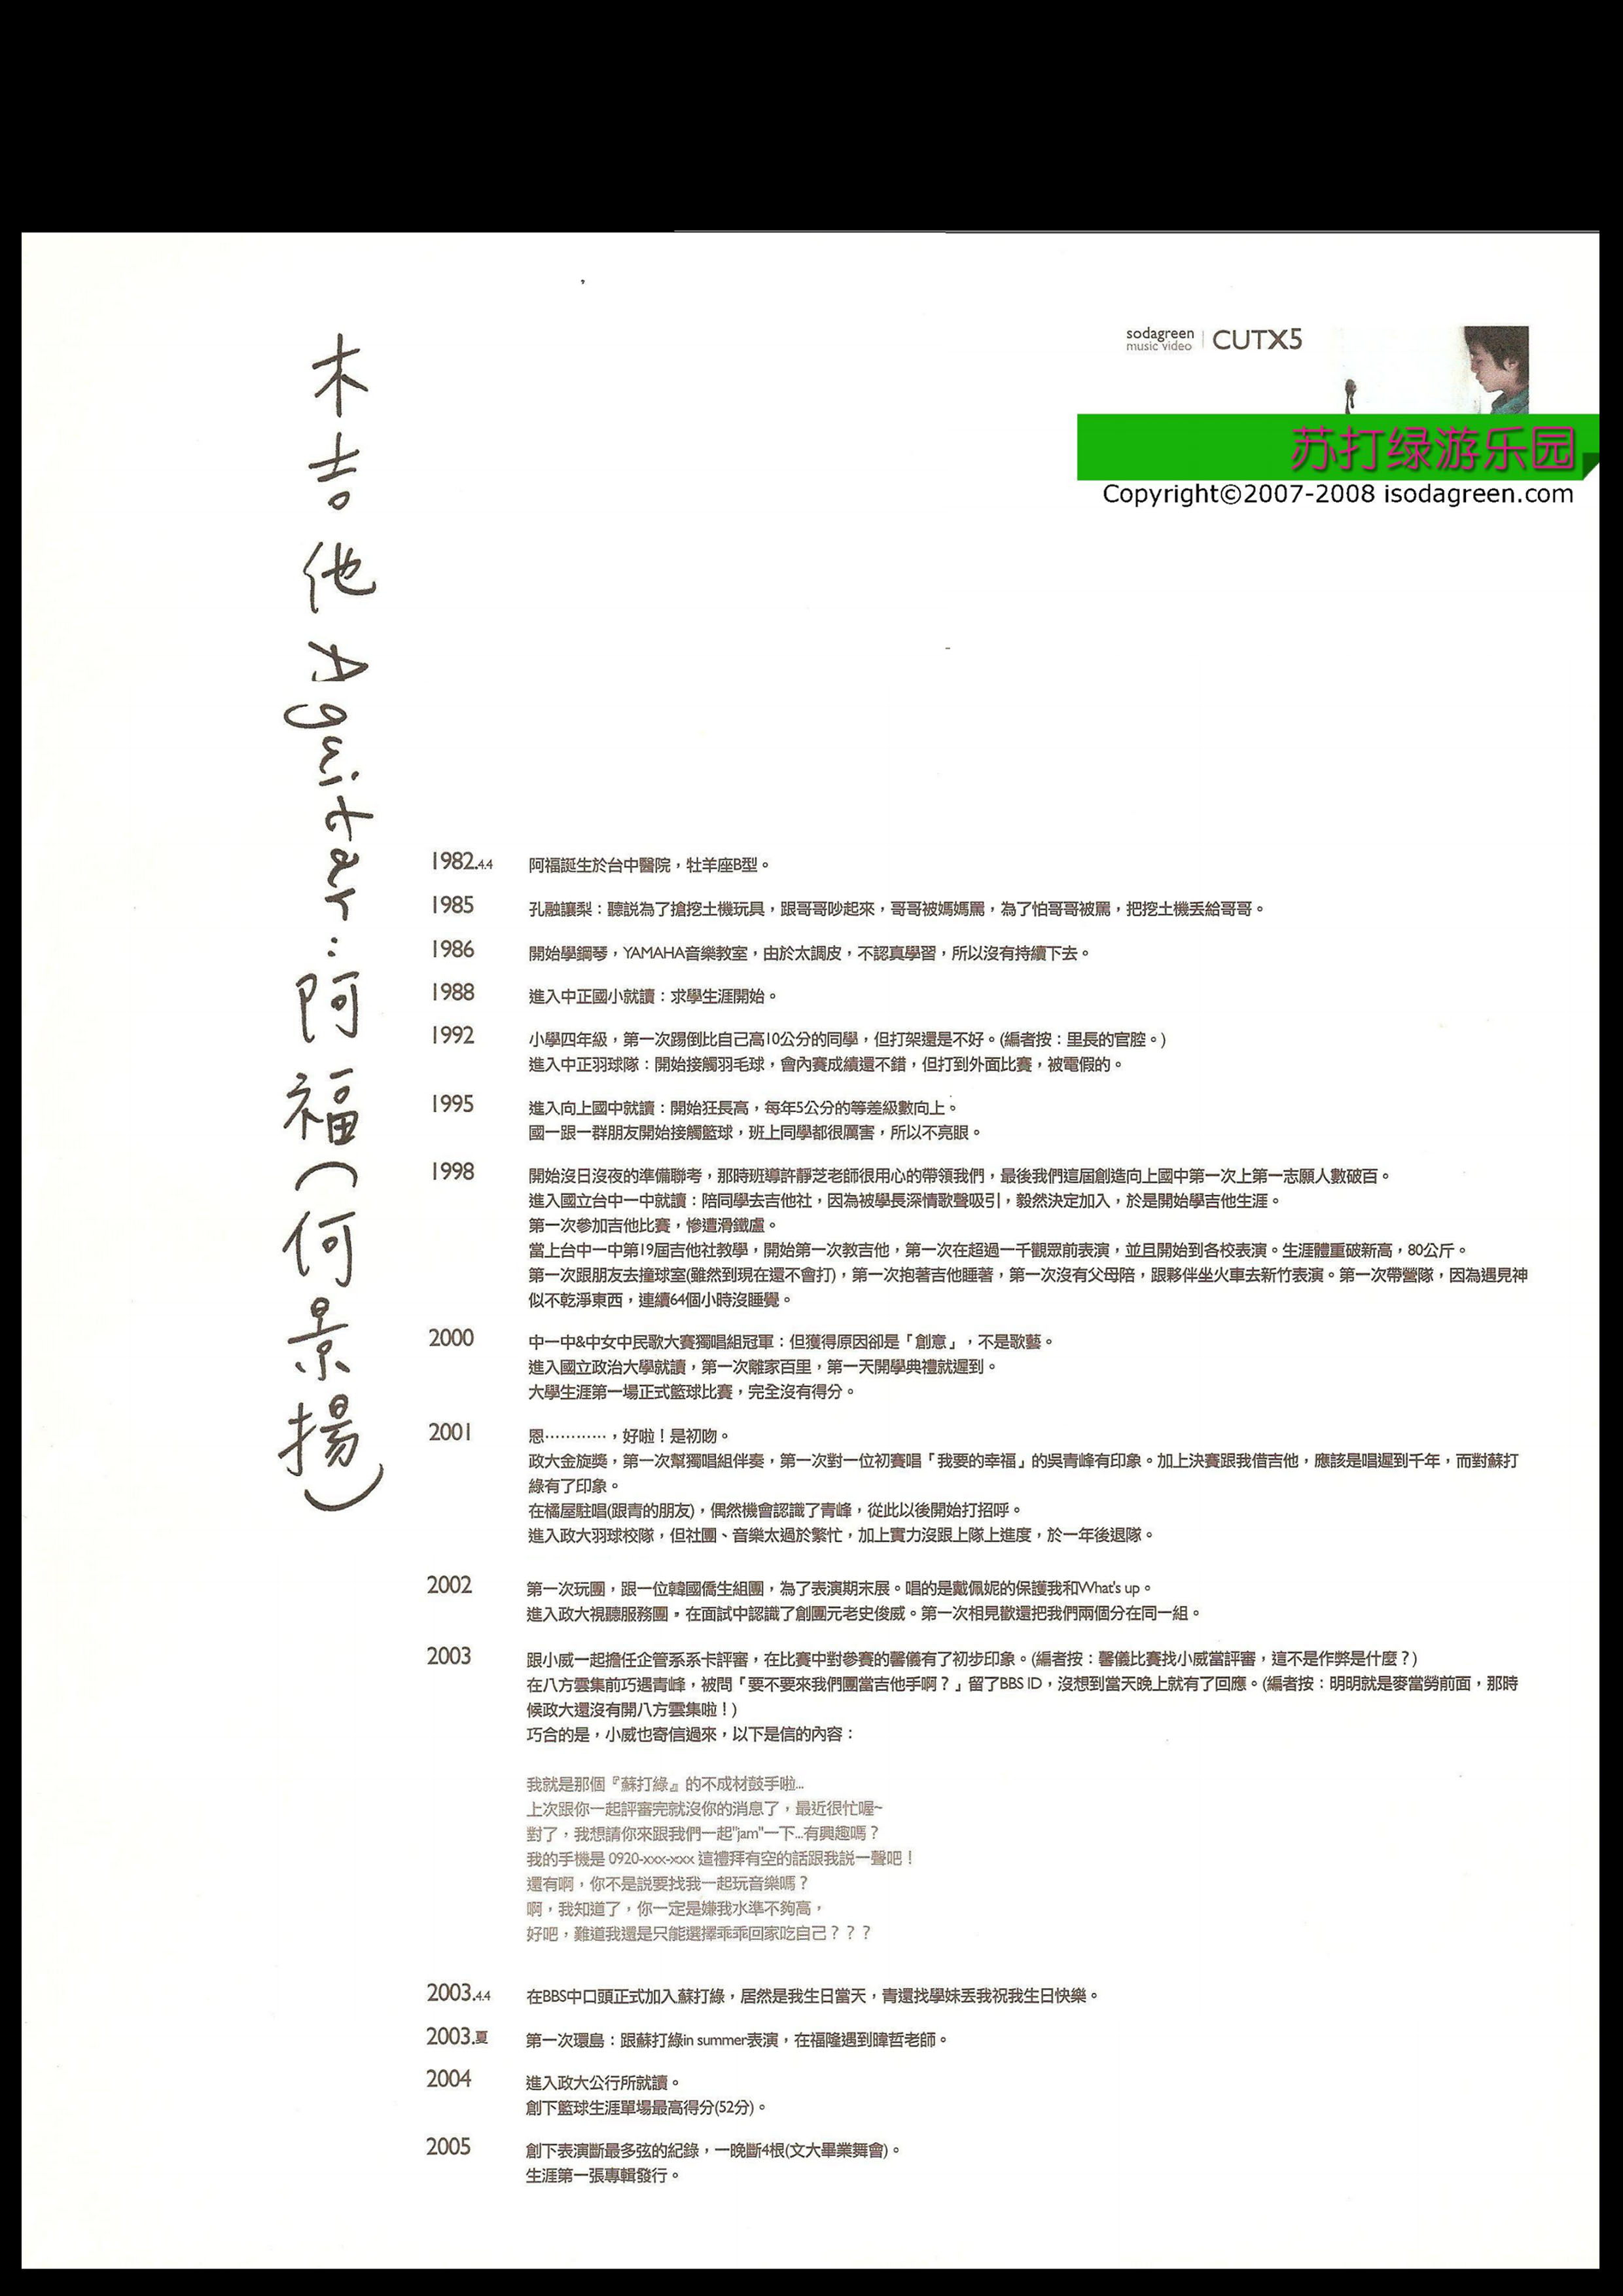 sodagreen
music video
CUTX5
苏打绿游乐园
Copyright©2007-2008 isodagreen.com
木吉他 Aguitar：阿福(何景揚)
1982.4.4 阿福誕生於台中醫院，牡羊座B型。
1985 孔融讓梨：聽說為了搶挖土機玩具，跟哥哥吵起來，哥哥被媽媽罵，為了怕哥哥被罵，把挖土機丟給哥哥。
1986 開始學鋼琴，YAMAHA音樂教室，由於太調皮，不認真學習，所以沒有持續下去。
1988 進入中正國小就讀：求學生涯開始。
1992 小學四年級，第一次踢倒比自己高10公分的同學，但打架還是不好。(編者按：里長的官腔。)
進入中正羽球隊：開始接觸羽毛球，會內賽成績還不錯，但打到外面比賽，被電假的。
1995 進入向上國中就讀：開始狂長高，每年5公分的等差級數向上。
國一跟一群朋友開始接觸籃球，班上同學都很厲害，所以不亮眼。
1998 開始沒日沒夜的準備聯考，那時班導許靜芝老師很用心的帶領我們，最後我們這屆創造向上國中第一次上第一志願人數破百。
進入國立台中一中就讀：陪同學去吉他社，因為被學長深情歌聲吸引，毅然決定加入，於是開始學吉他生涯。
第一次參加吉他比賽，慘遭滑鐵盧。
當上台中一中第19屆吉他社教學，開始第一次教吉他，第一次在超過一千觀眾前表演，並且開始到各校表演。生涯體重破新高，80公斤。
第一次跟朋友去撞球室(雖然到現在還不會打)，第一次抱著吉他睡著，第一次沒有父母陪，跟夥伴坐火車去新竹表演。第一次帶營隊，因為遇見神
似不乾淨東西，連續64個小時沒睡覺。
2000 中一中&中女中民歌大賽獨唱組冠軍：但獲得原因卻是「創意」，不是歌藝。
進入國立政治大學就讀，第一次離家百里，第一天開學典禮就遲到。
大學生涯第一場正式籃球比賽，完全沒有得分。
2001 恩…………，好啦！是初吻。
政大金旋獎，第一次幫獨唱組伴奏，第一次對一位初賽唱「我要的幸福」的吳青峰有印象。加上決賽跟我借吉他，應該是唱遲到千年，而對蘇打
綠有了印象。
在橘屋駐唱(跟青的朋友)，偶然機會認識了青峰，從此以後開始打招呼。
進入政大羽球校隊，但社團、音樂太過於繁忙，加上實力沒跟上隊上進度，於一年後退隊。
2002 第一次玩團，跟一位韓國僑生組團，為了表演期末展。唱的是戴佩妮的保護我和What's up。
進入政大視聽服務團，在面試中認識了創團元老史俊威。第一次相見歡還把我們兩個分在同一組。
2003 跟小威一起擔任企管系系卡評審，在比賽中對參賽的馨儀有了初步印象。(編者按：馨儀比賽找小威當評審，這不是作弊是什麼？)
在八方雲集前巧遇青峰，被問「要不要來我們團當吉他手啊？」留了BBS ID，沒想到當天晚上就有了回應。(編者按：明明就是麥當勞前面，那時
候政大還沒有開八方雲集啦！)
巧合的是，小威也寄信過來，以下是信的內容：
我就是那個『蘇打綠』的不成材鼓手啦...
上次跟你一起評審完就沒你的消息了，最近很忙喔~
對了，我想請你來跟我們一起"jam"一下...有興趣嗎？
我的手機是 0920-xxx-xxx 這禮拜有空的話跟我說一聲吧！
還有啊，你不是說要找我一起玩音樂嗎？
啊，我知道了，你一定是嫌我水準不夠高，
好吧，難道我還是只能選擇乖乖回家吃自己？？？
2003.4.4 在BBS中口頭正式加入蘇打綠，居然是我生日當天，青還找學妹丟我祝我生日快樂。
2003.夏 第一次環島：跟蘇打綠in summer表演，在福隆遇到暐哲老師。
2004 進入政大公行所就讀。
創下籃球生涯單場最高得分(52分)。
2005 創下表演斷最多弦的紀錄，一晚斷4根(文大畢業舞會)。
生涯第一張專輯發行。